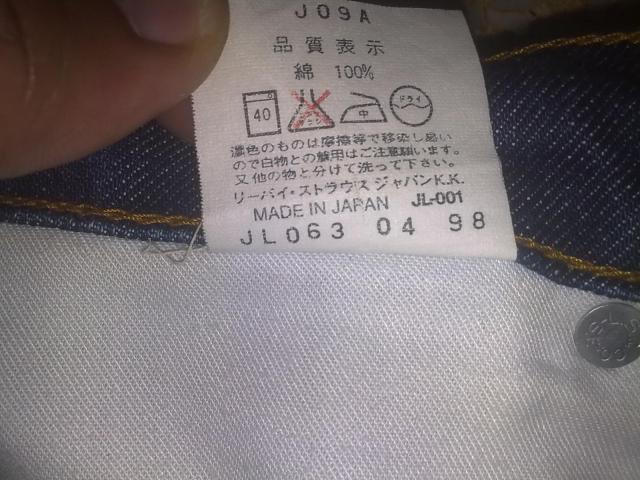 J09A
品質表示
綿 100%
40 中 ドライ
濃色のものは摩擦等で移染し易い
ので白物との兼用はご注意願います。
又他の物と分けて洗って下さい。
リーバイ・ストラウス ジャパンK.K.
MADE IN JAPAN JL-001
JL063 04 98